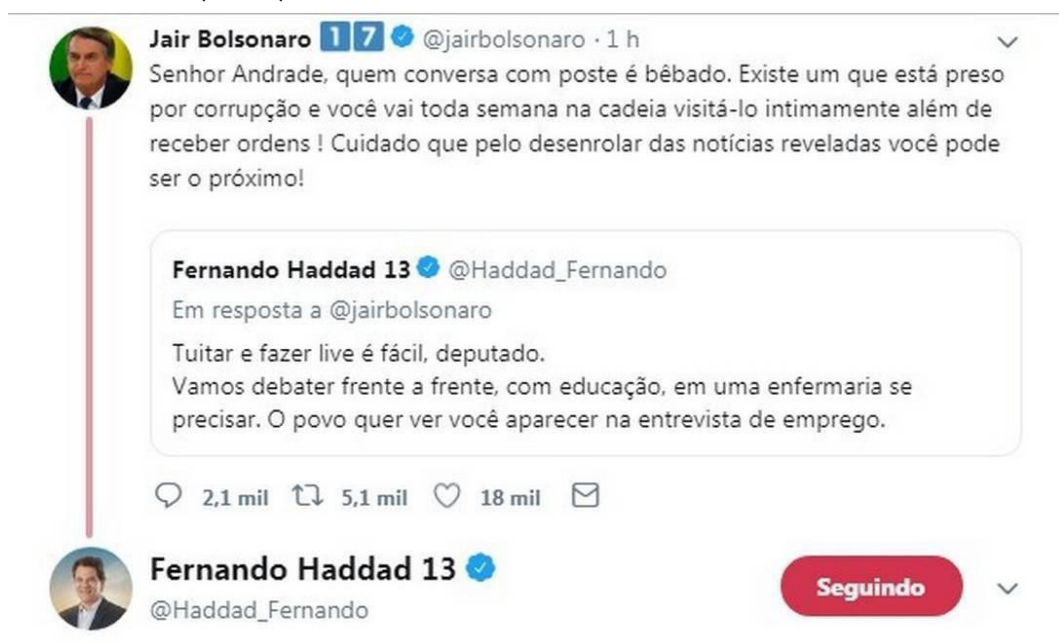 Jair Bolsonaro 1️⃣7️⃣ @jairbolsonaro · 1 h
Senhor Andrade, quem conversa com poste é bêbado. Existe um que está preso
por corrupção e você vai toda semana na cadeia visitá-lo intimamente além de
receber ordens ! Cuidado que pelo desenrolar das notícias reveladas você pode
ser o próximo!
Fernando Haddad 13 @Haddad_Fernando
Em resposta a @jairbolsonaro
Tuitar e fazer live é fácil, deputado.
Vamos debater frente a frente, com educação, em uma enfermaria se
precisar. O povo quer ver você aparecer na entrevista de emprego.
2,1 mil 5,1 mil 18 mil
Fernando Haddad 13 Seguindo
@Haddad_Fernando